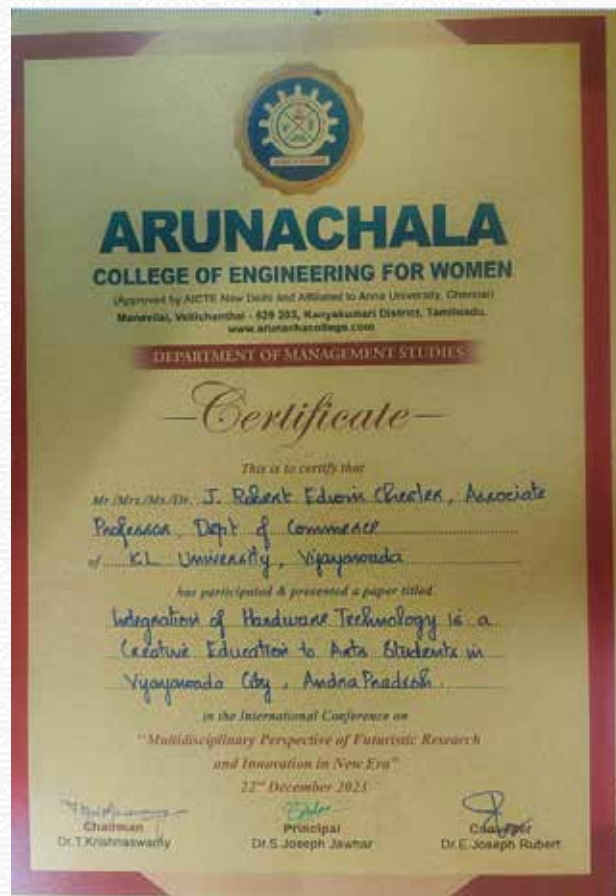 ARUNACHALA
COLLEGE OF ENGINEERING FOR WOMEN
(Approved by AICTE New Delhi and Affiliated to Anna University, Chennai)
Manavilai, Vellichanthai - 629 203, Kanyakumari District, Tamilnadu.
www.arunachacollege.com
DEPARTMENT OF MANAGEMENT STUDIES
Certificate
This is to certify that
Mr./Mrs./Ms./Dr. J. Robert Edwin Chester, Associate
Professor, Dept of Commerce
of KL University, Vijayawada
has participated & presented a paper titled
Integration of Hardware Technology is a
Creative Education to Arts Students in
Vijayawada City, Andra Pradesh.
in the International Conference on
"Multidisciplinary Perspective of Futuristic Research
and Innovation in New Era"
22nd December 2023
Chairman Principal
Dr.T.Krishnaswamy Dr.S.Joseph Jawhar Dr.E.Joseph Rubert